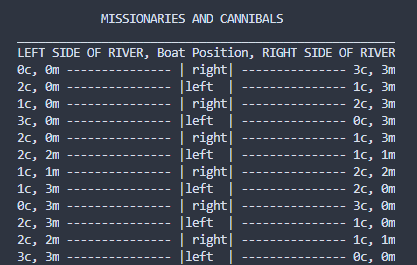 MISSIONARIES AND CANNIBALS
LEFT SIDE OF RIVER, Boat Position, RIGHT SIDE OF RIVER
0c, 0m --------------- | right| --------------- 3c, 3m
2c, 0m --------------- |left  | --------------- 1c, 3m
1c, 0m --------------- | right| --------------- 2c, 3m
3c, 0m --------------- |left  | --------------- 0c, 3m
2c, 0m --------------- | right| --------------- 1c, 3m
2c, 2m --------------- |left  | --------------- 1c, 1m
1c, 1m --------------- | right| --------------- 2c, 2m
1c, 3m --------------- |left  | --------------- 2c, 0m
0c, 3m --------------- | right| --------------- 3c, 0m
2c, 3m --------------- |left  | --------------- 1c, 0m
2c, 2m --------------- | right| --------------- 1c, 1m
3c, 3m --------------- |left  | --------------- 0c, 0m